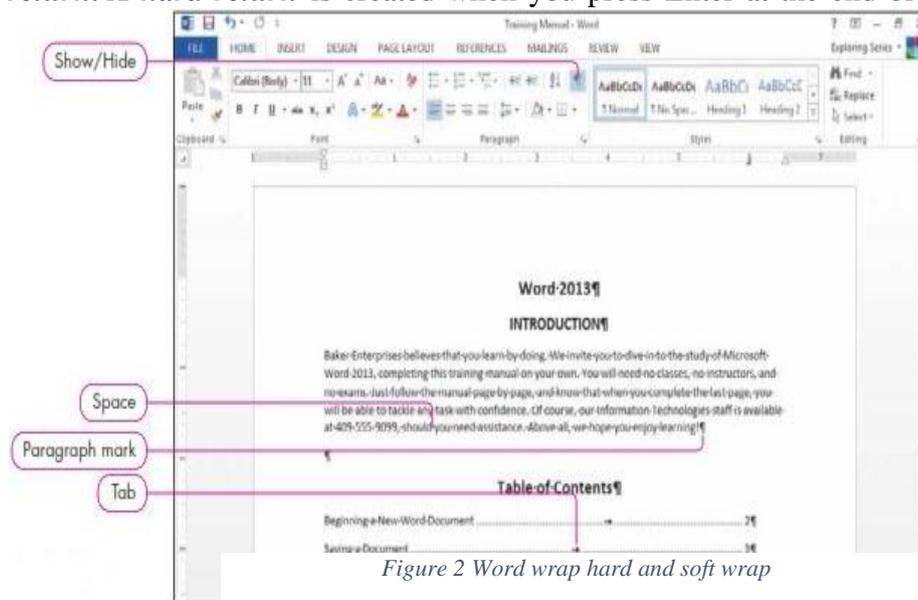 A hard return is created when you press Enter at the end of
Training Manual - Word
FILE HOME INSERT DESIGN PAGE LAYOUT REFERENCES MAILINGS REVIEW VIEW Exploring Series
Show/Hide
Paste
Calibri (Body) 11
AaBbCcDc AaBbCcDc AaBbCc AaBbCcD
¶ Normal ¶ No Spac... Heading 1 Heading 2
Find
Replace
Select
Clipboard Font Paragraph Styles Editing
Word·2013¶
INTRODUCTION¶
Baker·Enterprises·believes·that·you·learn·by·doing.·We·invite·you·to·dive·in·to·the·study·of·Microsoft·
Word·2013,·completing·this·training·manual·on·your·own.·You·will·need·no·classes,·no·instructors,·and·
no·exams.·Just·follow·the·manual·page·by·page,·and·know·that·when·you·complete·the·last·page,·you·
will·be·able·to·tackle·any·task·with·confidence.·Of·course,·our·Information·Technologies·staff·is·available·
at·409-555-9099,·should·you·need·assistance.·Above·all,·we·hope·you·enjoy·learning!¶
Space
Paragraph mark
¶
Tab
Table·of·Contents¶
Beginning·a·New·Word·Document → 2¶
Saving·a·Document → 3¶
Figure 2 Word wrap hard and soft wrap